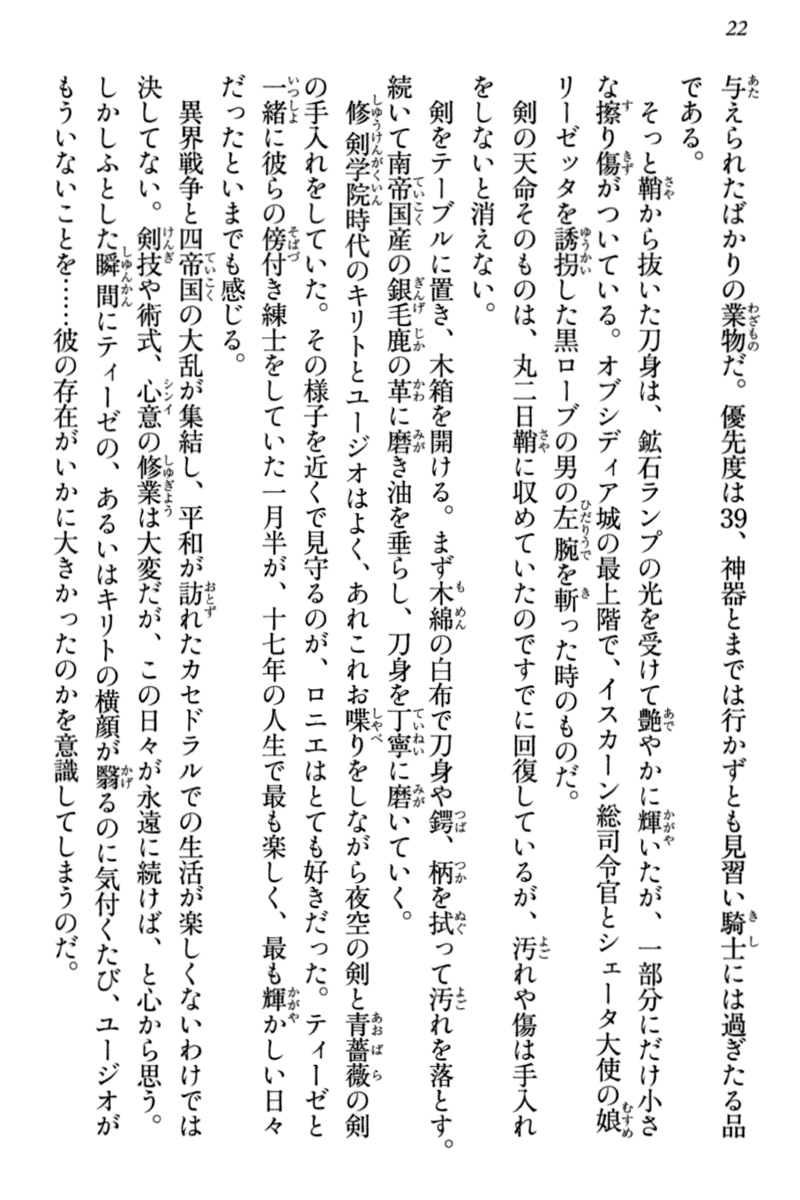 22
与えられたばかりの業物だ。優先度は39、神器とまでは行かずとも見習い騎士には過ぎたる品
である。
そっと鞘から抜いた刀身は、鉱石ランプの光を受けて艶やかに輝いたが、一部分にだけ小さ
な擦り傷がついている。オブシディア城の最上階で、イスカーン総司令官とシェータ大使の娘
リーゼッタを誘拐した黒ローブの男の左腕を斬った時のものだ。
剣の天命そのものは、丸二日鞘に収めていたのですでに回復しているが、汚れや傷は手入れ
をしないと消えない。
剣をテーブルに置き、木箱を開ける。まず木綿の白布で刀身や鍔、柄を拭って汚れを落とす。
続いて南帝国産の銀毛鹿の革に磨き油を垂らし、刀身を丁寧に磨いていく。
修剣学院時代のキリトとユージオはよく、あれこれお喋りをしながら夜空の剣と青薔薇の剣
の手入れをしていた。その様子を近くで見守るのが、ロニエはとても好きだった。ティーゼと
一緒に彼らの傍付き練士をしていた一月半が、十七年の人生で最も楽しく、最も輝かしい日々
だったといまでも感じる。
異界戦争と四帝国の大乱が集結し、平和が訪れたカセドラルでの生活が楽しくないわけでは
決してない。剣技や術式、心意の修業は大変だが、この日々が永遠に続けば、と心から思う。
しかしふとした瞬間にティーゼの、あるいはキリトの横顔が翳るのに気付くたび、ユージオが
もういないことを……彼の存在がいかに大きかったのかを意識してしまうのだ。